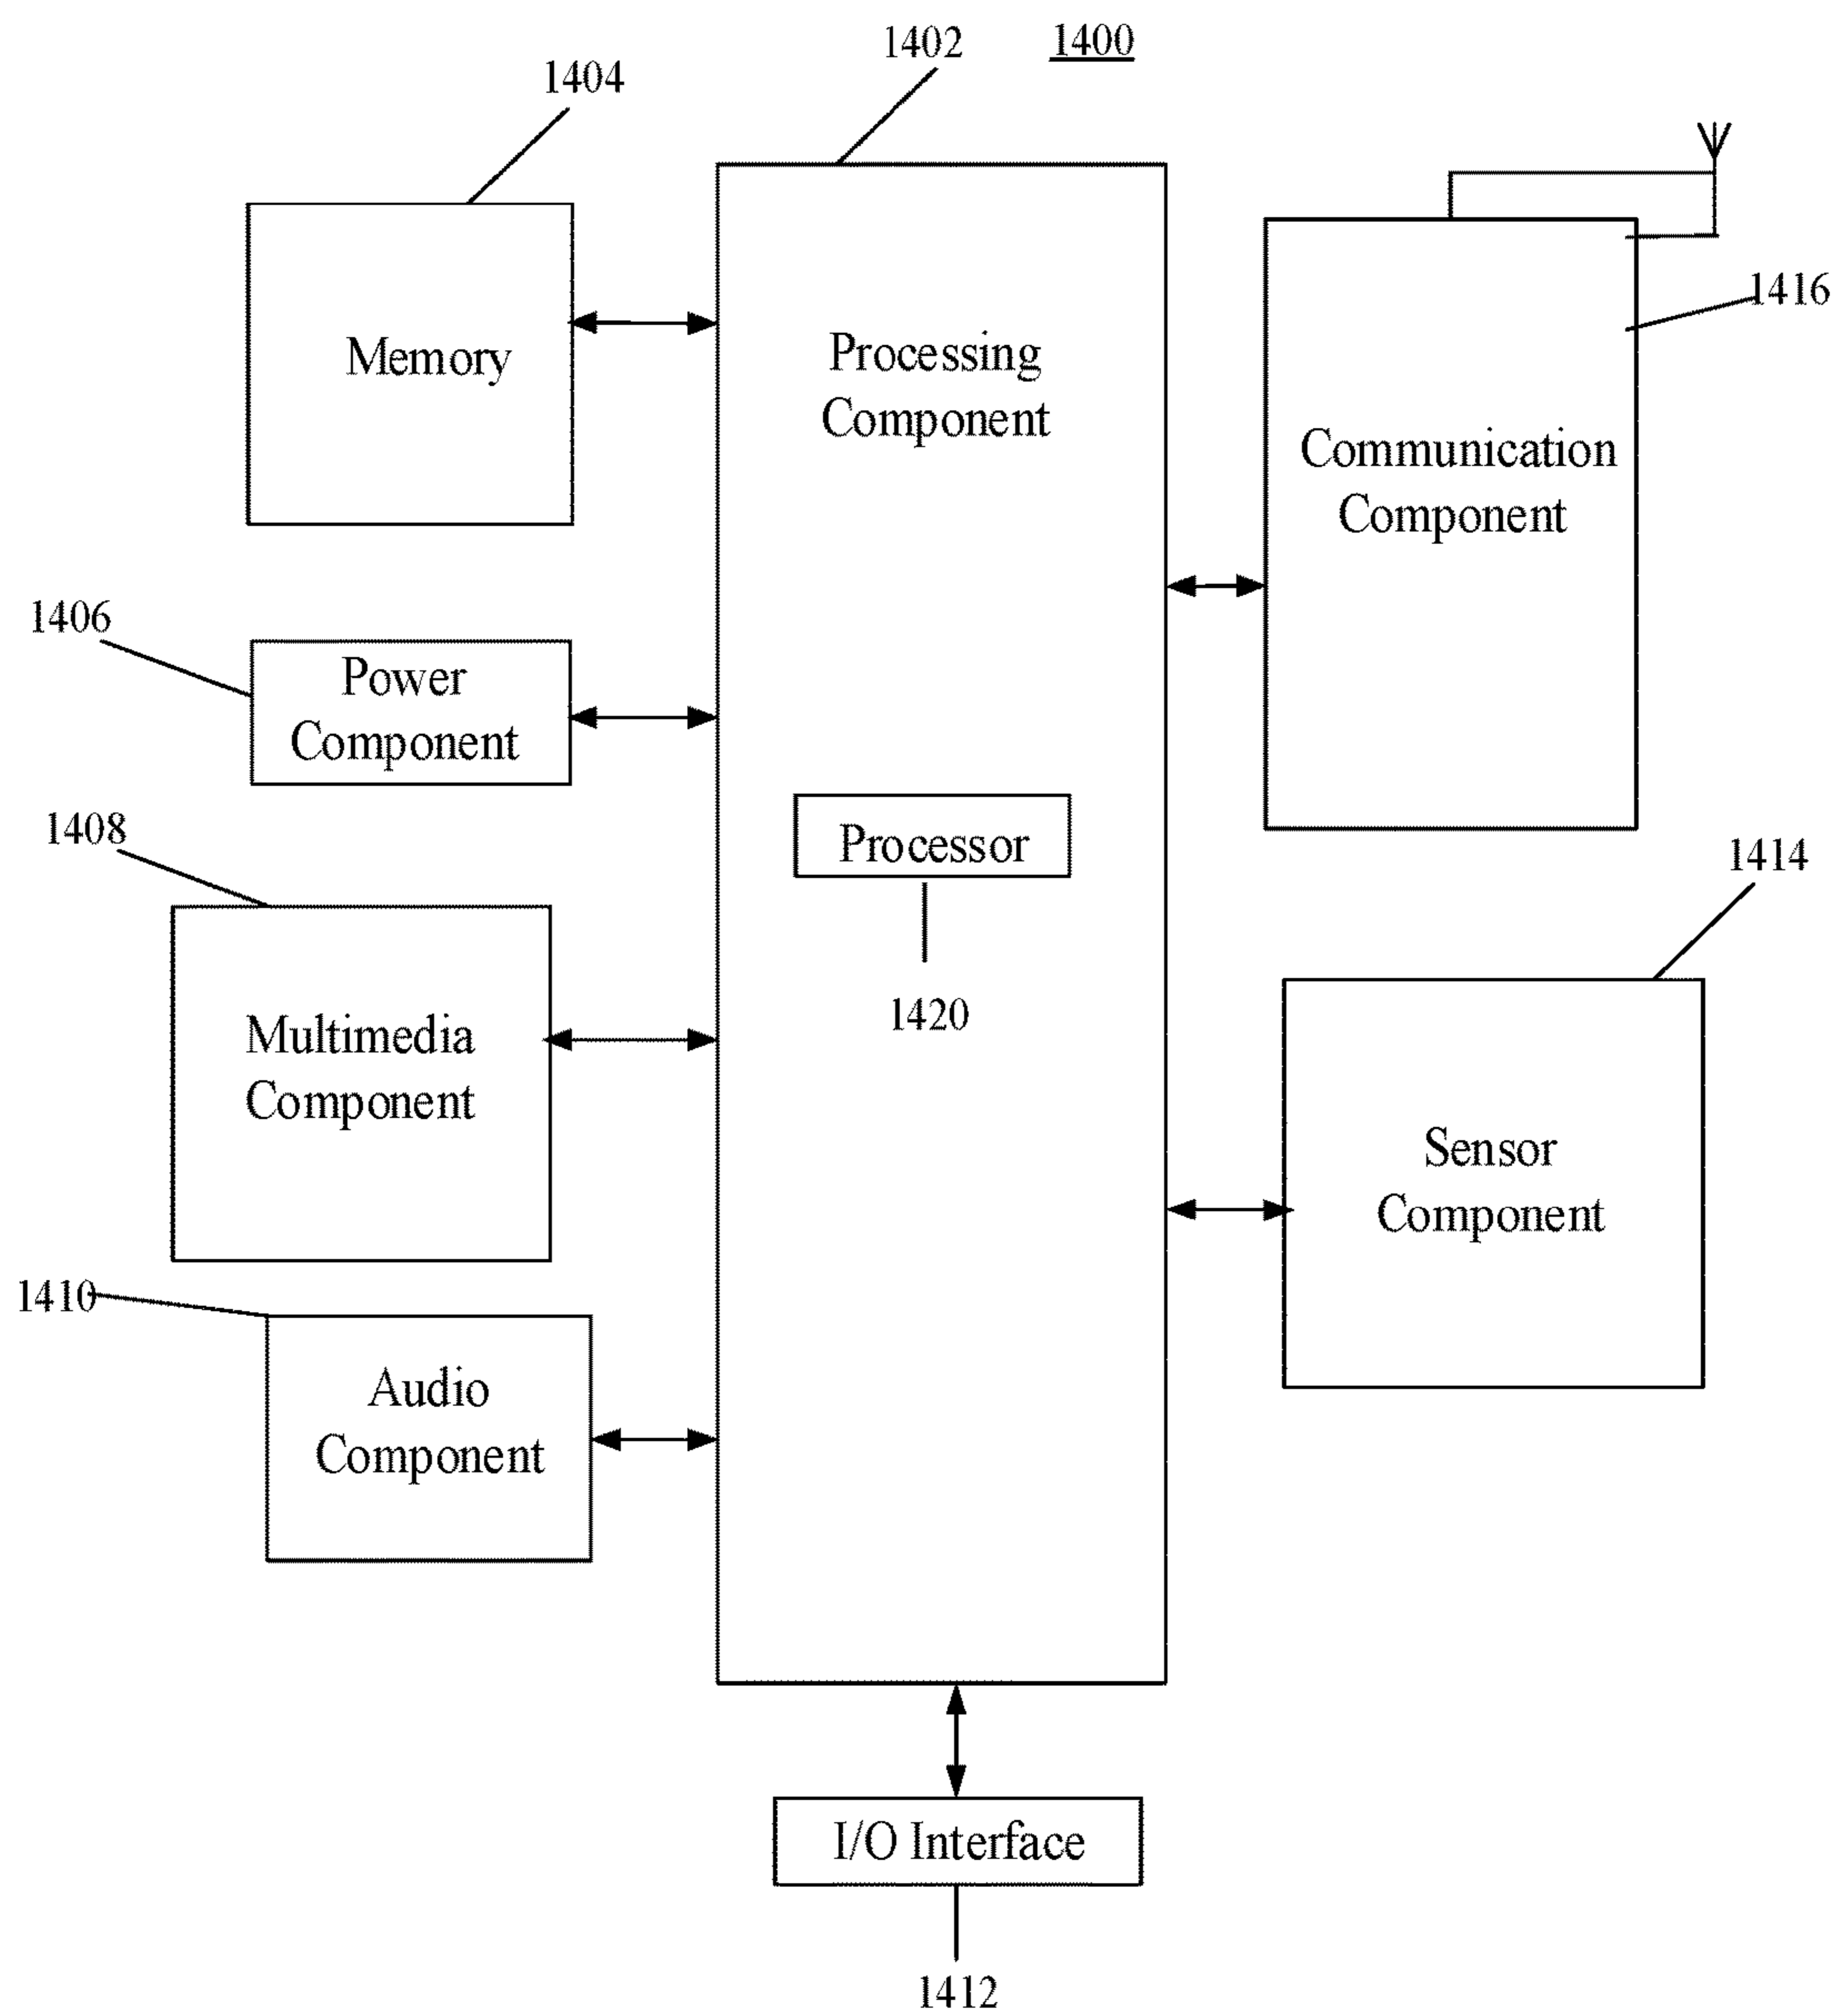 1400
1402
1404
Memory
Processing
Component
1416
Communication
Component
1406
Power
Component
1408
Processor
1414
1420
Multimedia
Component
Sensor
Component
1410
Audio
Component
I/O Interface
1412